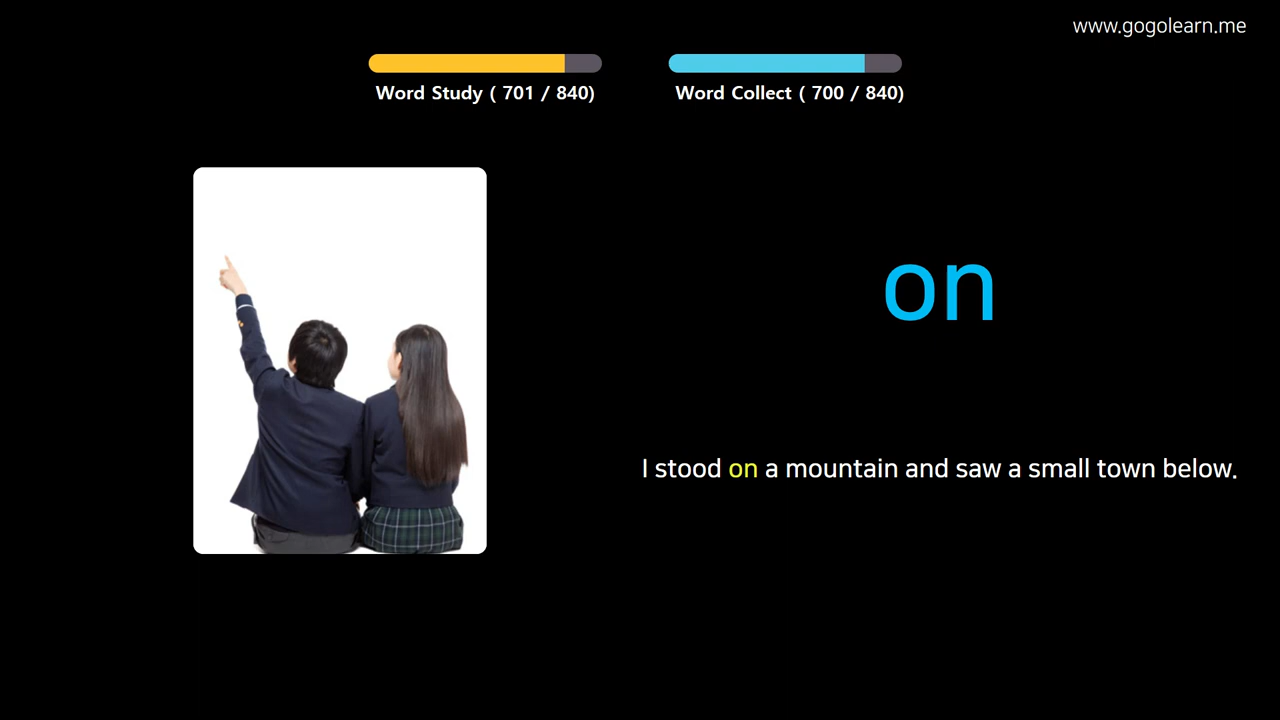 www.gogolearn.me
Word Study ( 701 / 840)
Word Collect ( 700 / 840)
on
I stood on a mountain and saw a small town below.